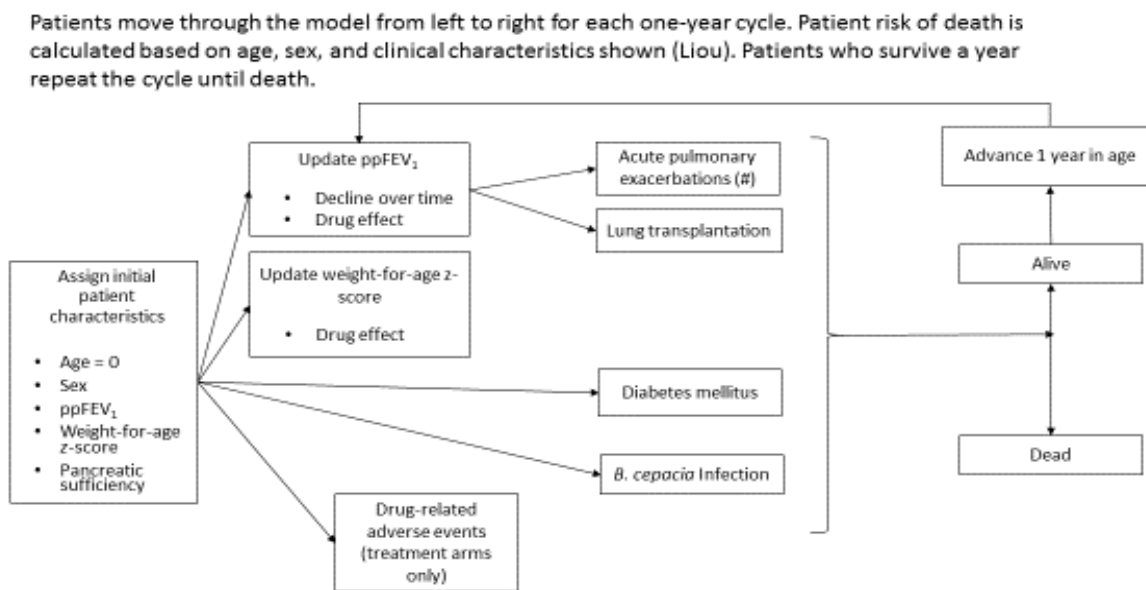 Patients move through the model from left to right for each one-year cycle. Patient risk of death is
calculated based on age, sex, and clinical characteristics shown (Liou). Patients who survive a year
repeat the cycle until death.
Assign initial
patient
characteristics
• Age = 0
• Sex
• ppFEV₁
• Weight-for-age
z-score
• Pancreatic
sufficiency
Update ppFEV₁
• Decline over time
• Drug effect
Update weight-for-age z-
score
• Drug effect
Drug-related
adverse events
(treatment arms
only)
Acute pulmonary
exacerbations (#)
Lung transplantation
Diabetes mellitus
B. cepacia Infection
Advance 1 year in age
Alive
Dead